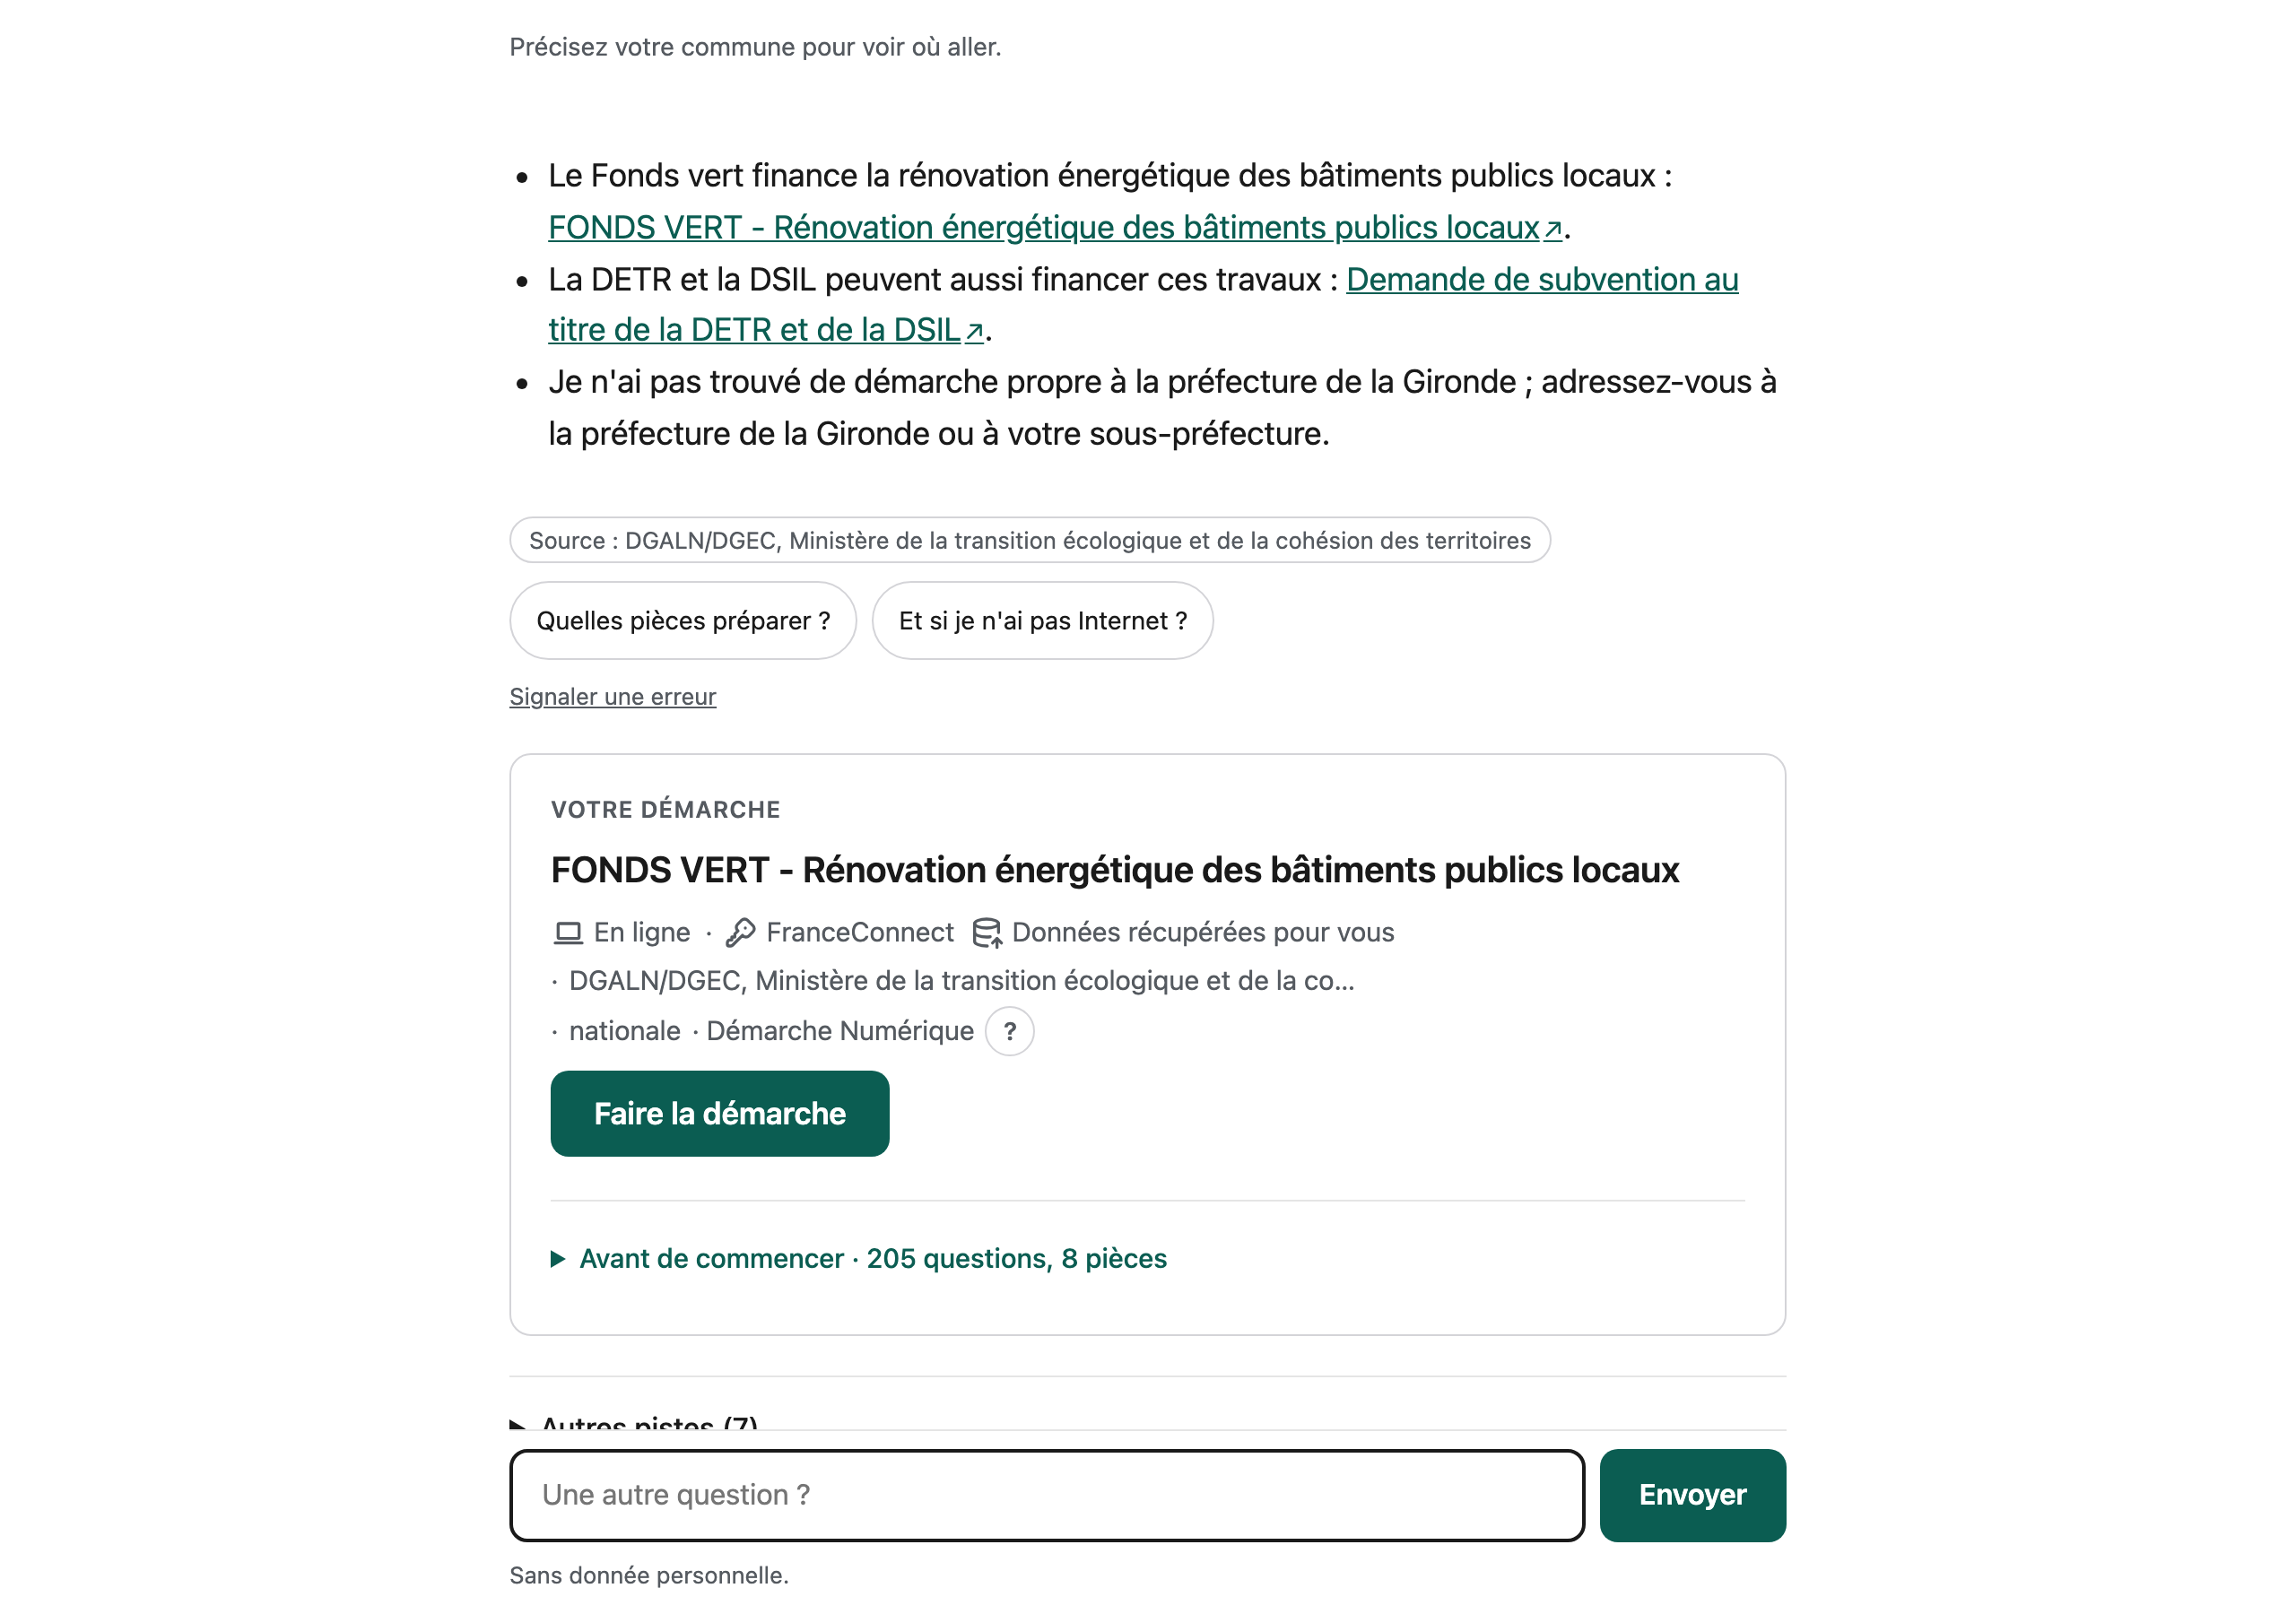 Précisez votre commune pour voir où aller.
• Le Fonds vert finance la rénovation énergétique des bâtiments publics locaux :
FONDS VERT - Rénovation énergétique des bâtiments publics locaux↗.
• La DETR et la DSIL peuvent aussi financer ces travaux : Demande de subvention au
titre de la DETR et de la DSIL↗.
• Je n'ai pas trouvé de démarche propre à la préfecture de la Gironde ; adressez-vous à
la préfecture de la Gironde ou à votre sous-préfecture.
Source : DGALN/DGEC, Ministère de la transition écologique et de la cohésion des territoires
Quelles pièces préparer ? Et si je n'ai pas Internet ?
Signaler une erreur
VOTRE DÉMARCHE
FONDS VERT - Rénovation énergétique des bâtiments publics locaux
En ligne · FranceConnect Données récupérées pour vous
· DGALN/DGEC, Ministère de la transition écologique et de la co...
· nationale · Démarche Numérique ?
Faire la démarche
▶ Avant de commencer · 205 questions, 8 pièces
▶ Autres pistes (7)
Une autre question ? Envoyer
Sans donnée personnelle.